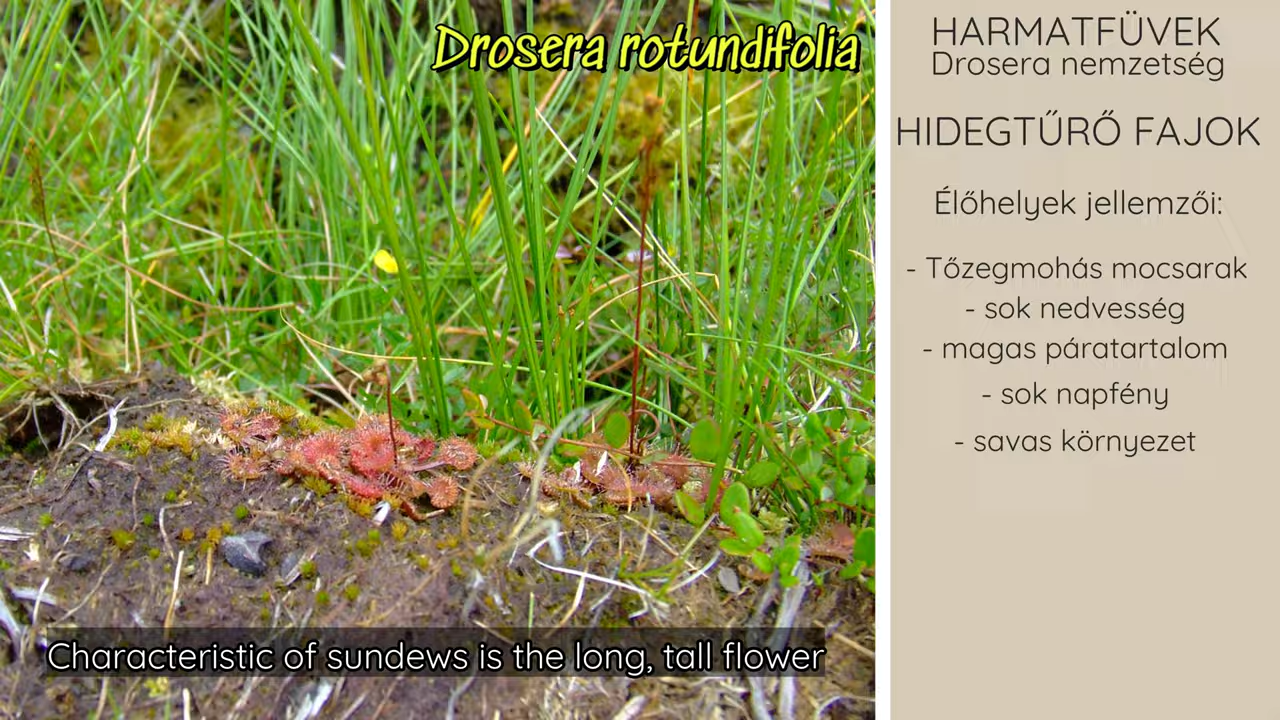 Drosera rotundifolia
Characteristic of sundews is the long, tall flower
HARMATFÜVEK
Drosera nemzetség
HIDEGTŰRŐ FAJOK
Élőhelyek jellemzői:
- Tőzegmohás mocsarak
- sok nedvesség
- magas páratartalom
- sok napfény
- savas környezet